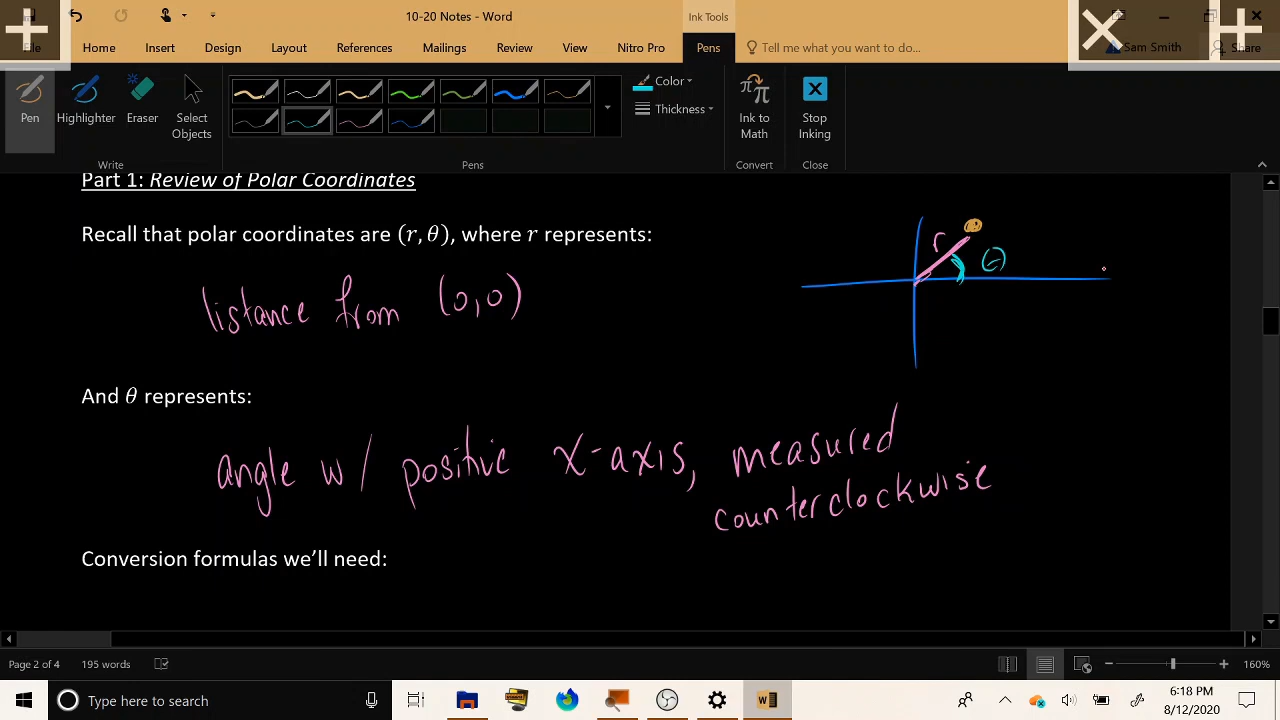 10-20 Notes - Word
Ink Tools
File Home Insert Design Layout References Mailings Review View Nitro Pro Pens Tell me what you want to do... Sam Smith Share
Pen Highlighter Eraser Select Objects
Color
Thickness
Ink to Math
Stop Inking
Write Pens Convert Close
Part 1: Review of Polar Coordinates
Recall that polar coordinates are (r, θ), where r represents:
r θ
distance from (0,0)
And θ represents:
angle w/ positive x-axis, measured
counterclockwise
Conversion formulas we'll need:
Page 2 of 4 195 words 160%
Type here to search
6:18 PM
8/12/2020